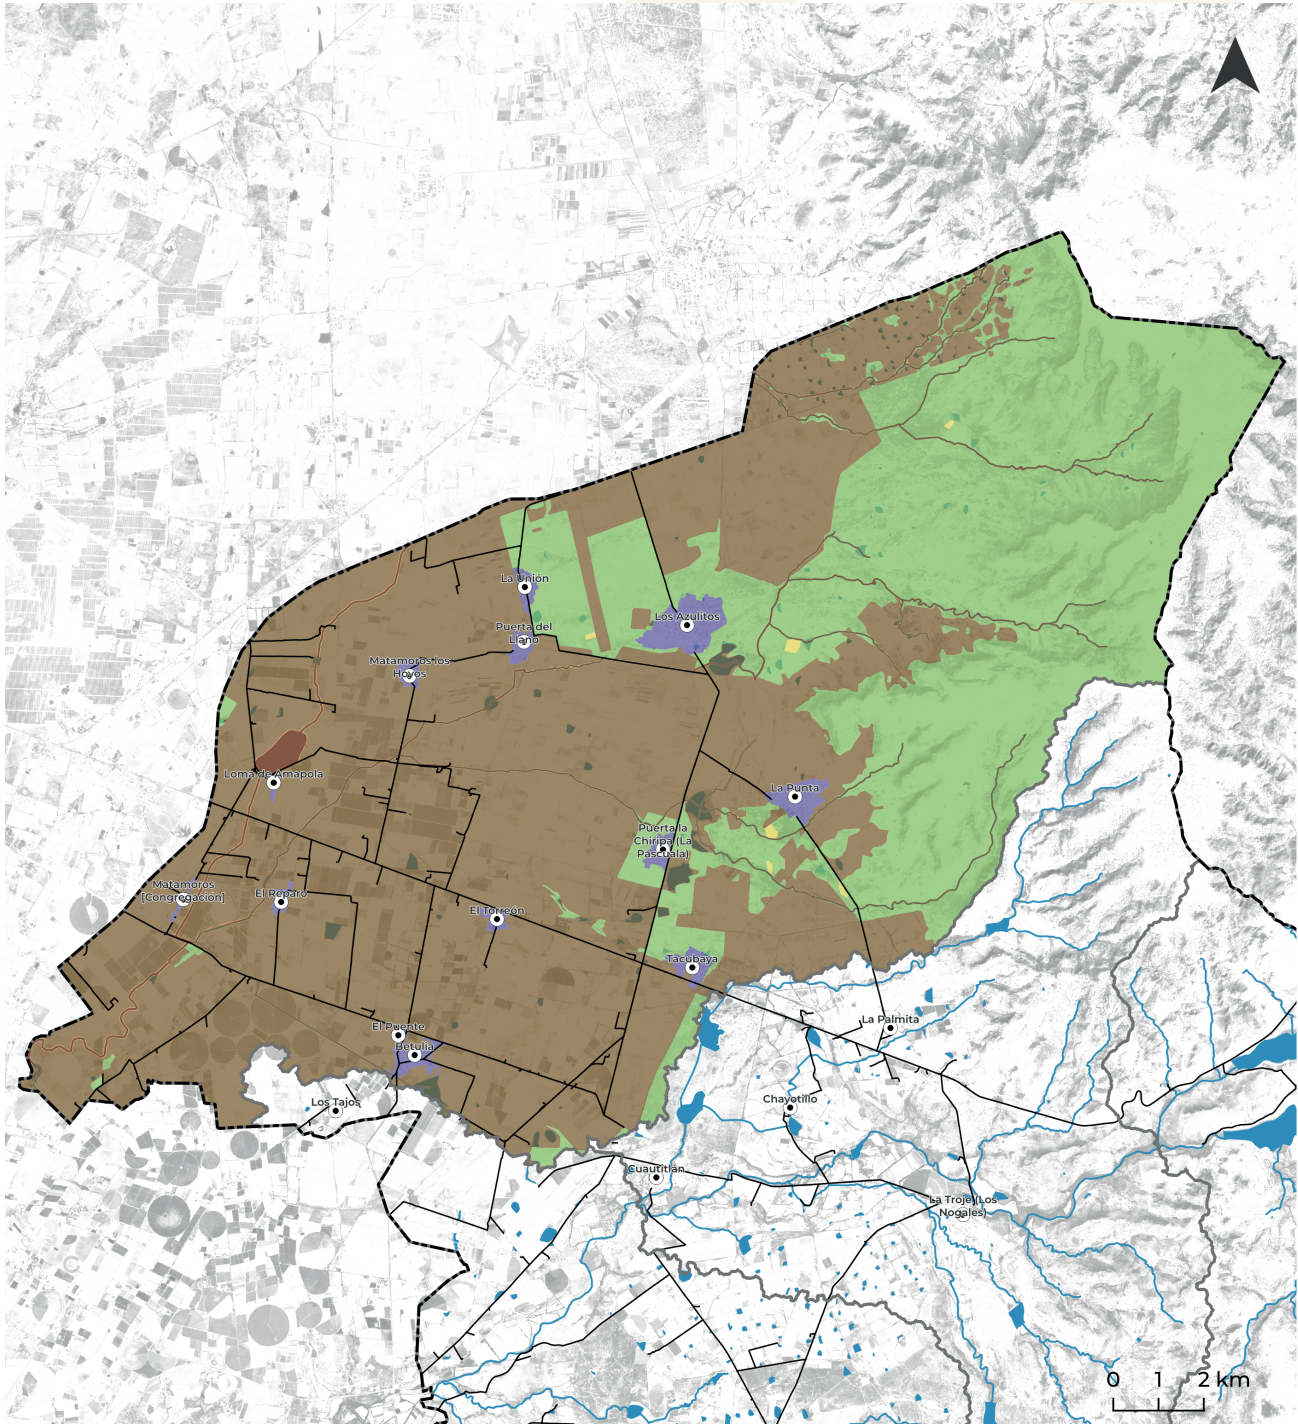 La Unión
Los Azulitos
Puerta del
Llano
Matamoros los
Hoyos
Loma de Amapola
La Punta
Puerta la
Chiripa (La
Pascuala)
Matamoros
[Congregación]
El Reparo
El Torreón
Tacubaya
La Palmita
El Puente
Betulia
Los Tajos
Chayotillo
Cuautitlán
La Troje (Los
Nogales)
0 1 2 km